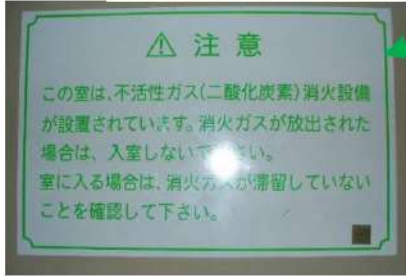 ⚠ 注意
この室は、不活性ガス(二酸化炭素)消火設備
が設置されています。消火ガスが放出された
場合は、入室しないで さい。
室に入る場合は、消火ガスが滞留していない
ことを確認して下さい。